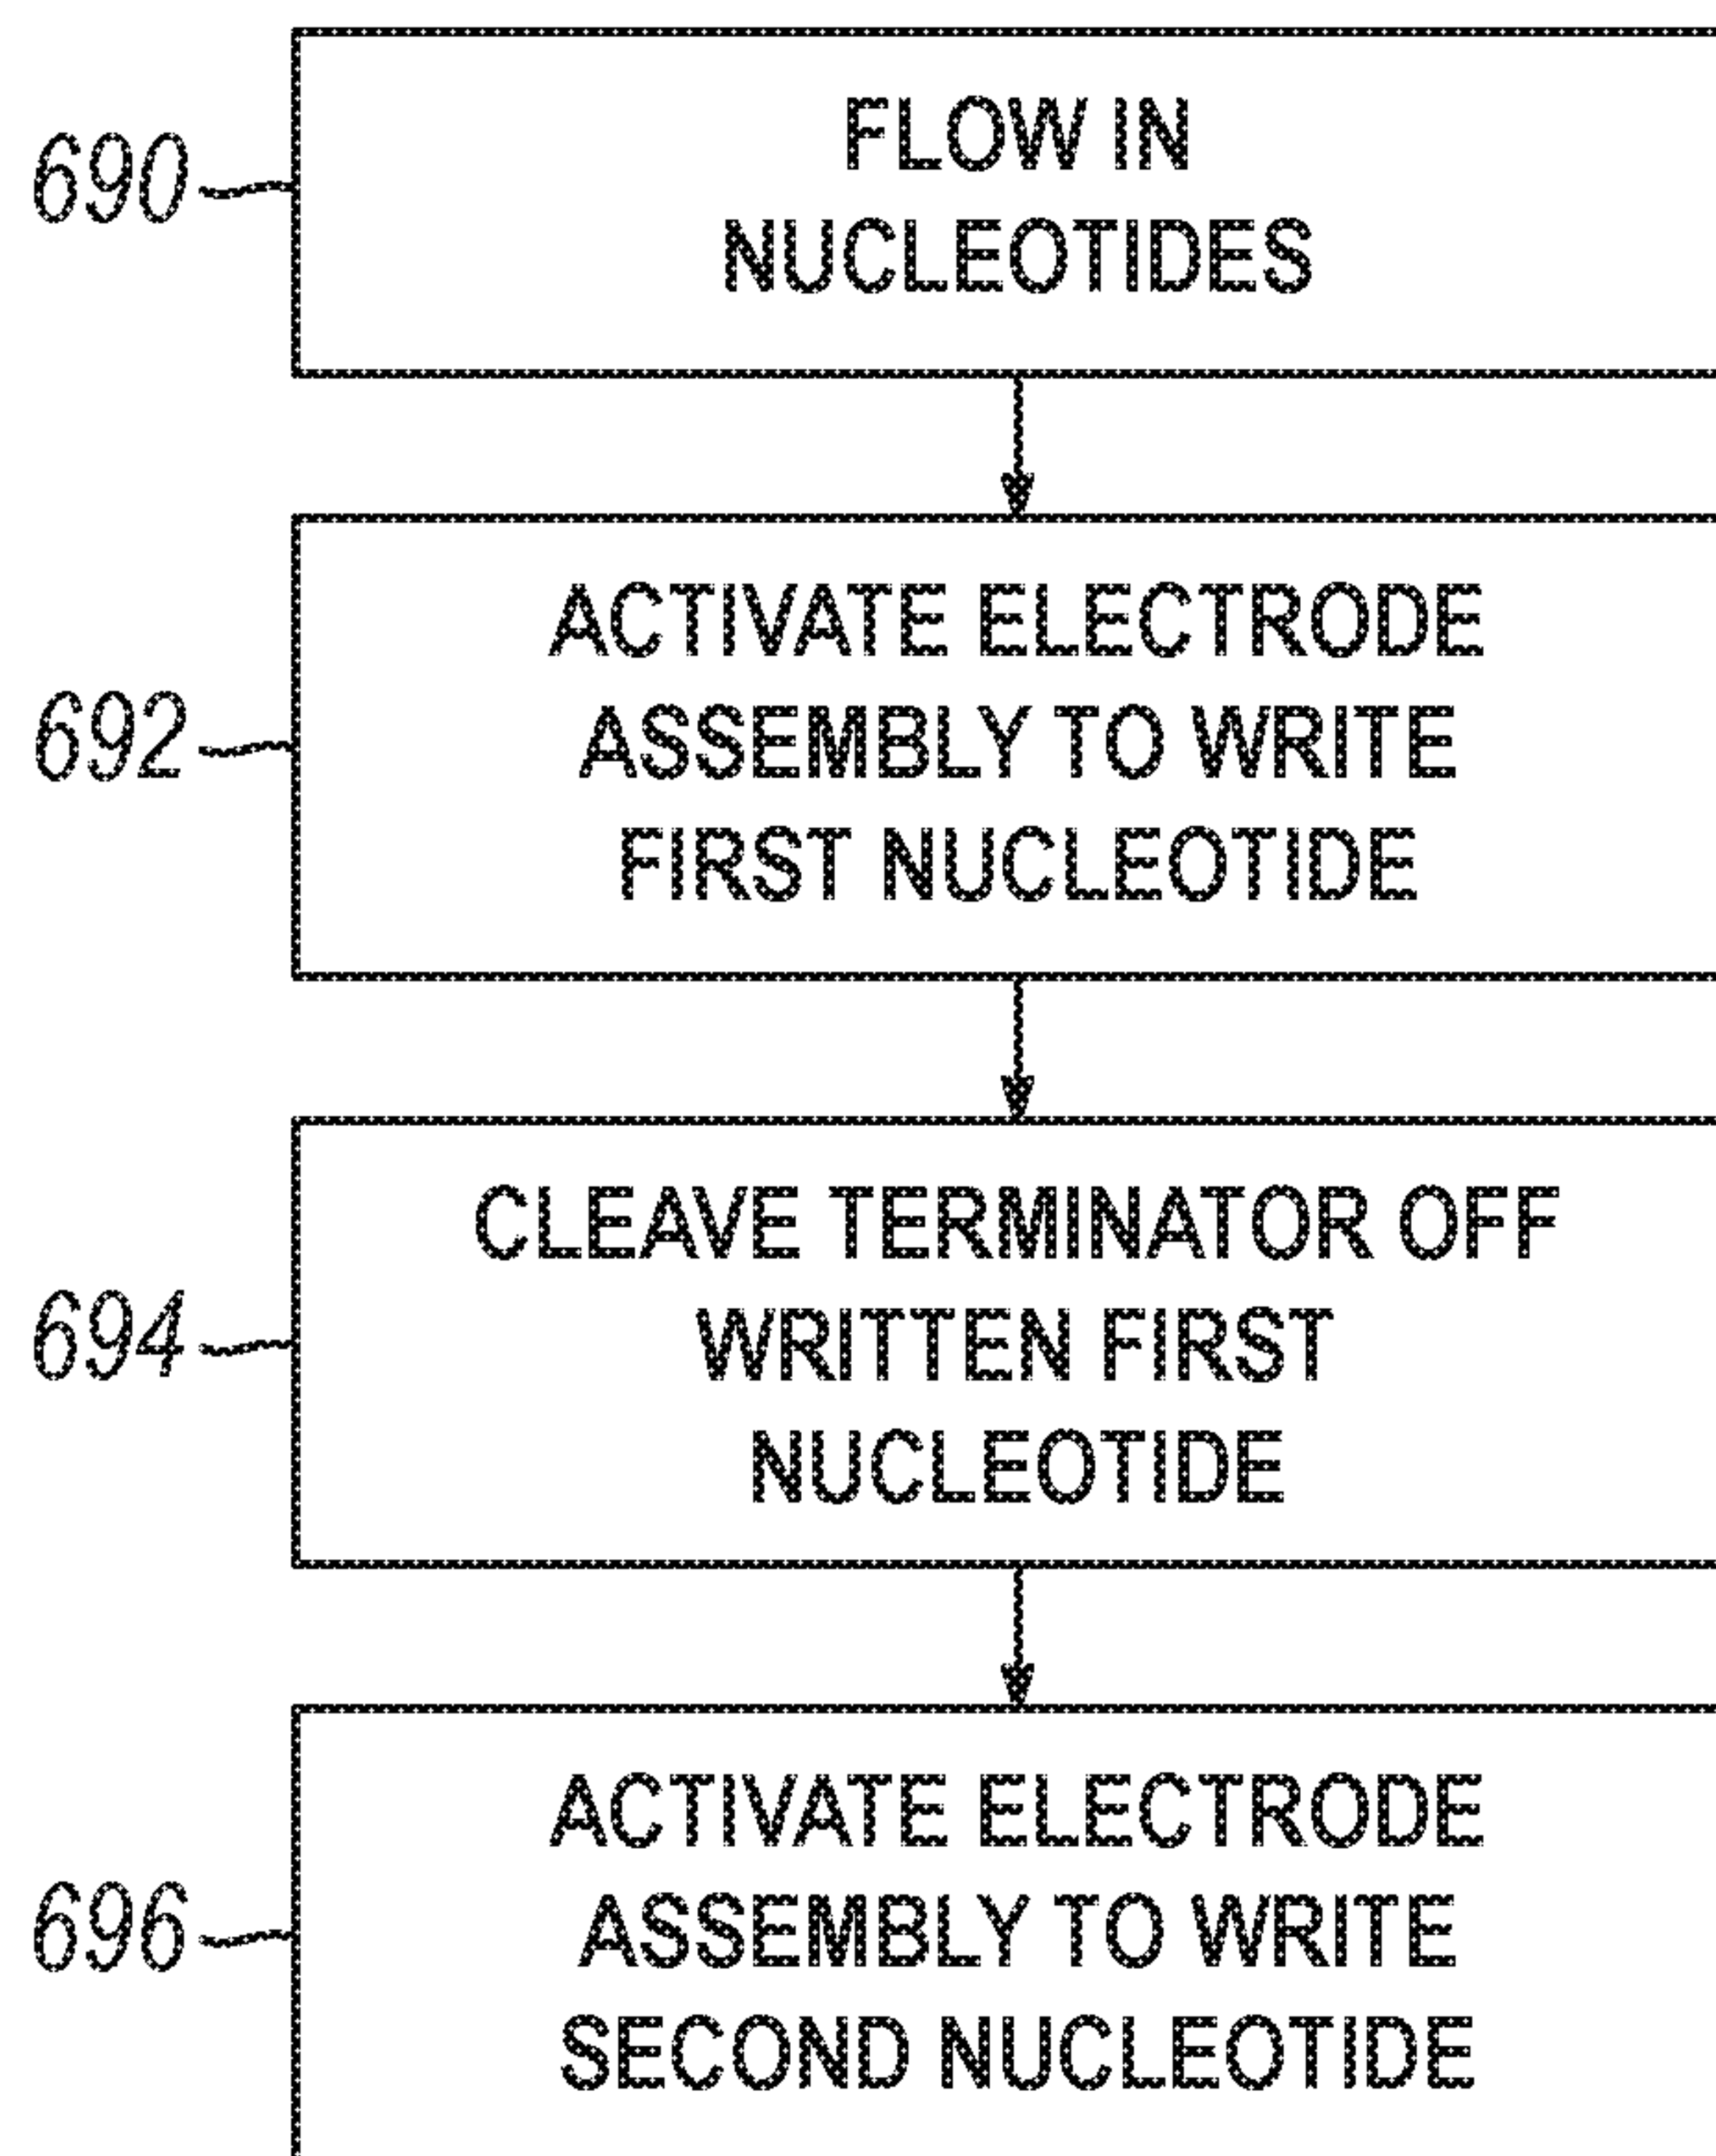 690
FLOW IN
NUCLEOTIDES
692
ACTIVATE ELECTRODE
ASSEMBLY TO WRITE
FIRST NUCLEOTIDE
694
CLEAVE TERMINATOR OFF
WRITTEN FIRST
NUCLEOTIDE
696
ACTIVATE ELECTRODE
ASSEMBLY TO WRITE
SECOND NUCLEOTIDE